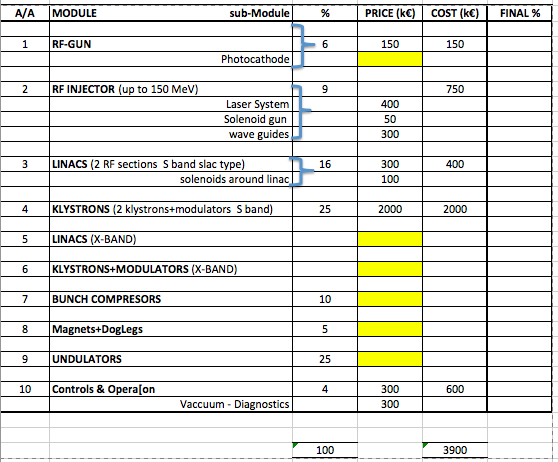 A/A MODULE sub-Module % PRICE (k€) COST (k€) FINAL %
1 RF-GUN 6 150 150
Photocathode
2 RF INJECTOR (up to 150 MeV) 9 750
Laser System 400
Solenoid gun 50
wave guides 300
3 LINACS (2 RF sections S band slac type) 16 300 400
solenoids around linac 100
4 KLYSTRONS (2 klystrons+modulators S band) 25 2000 2000
5 LINACS (X-BAND)
6 KLYSTRONS+MODULATORS (X-BAND)
7 BUNCH COMPRESORS 10
8 Magnets+DogLegs 5
9 UNDULATORS 25
10 Controls & Opera[on 4 300 600
Vaccuum - Diagnostics 300
100 3900